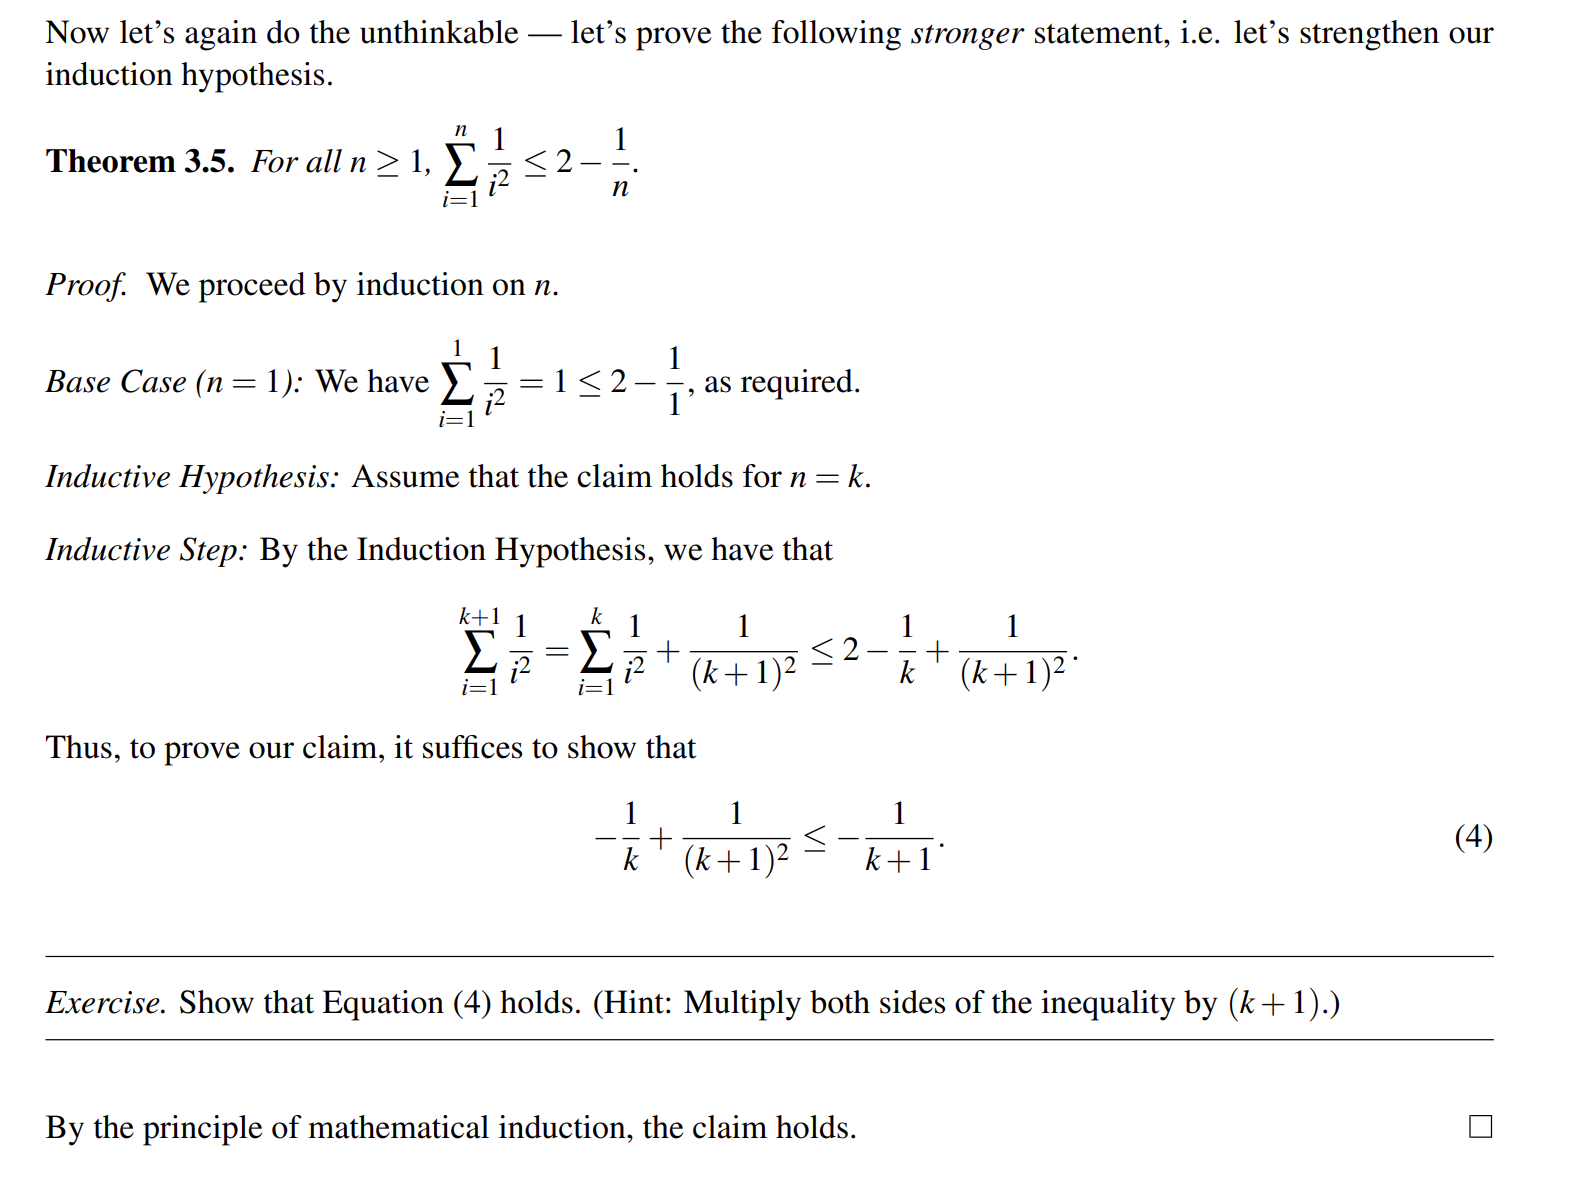 Now let's again do the unthinkable — let's prove the following stronger statement, i.e. let's strengthen our
induction hypothesis.
Theorem 3.5. For all n ≥ 1, $\sum_{i=1}^{n} \frac{1}{i^2} \leq 2 - \frac{1}{n}$.
Proof. We proceed by induction on n.
Base Case (n = 1): We have $\sum_{i=1}^{1} \frac{1}{i^2} = 1 \leq 2 - \frac{1}{1}$, as required.
Inductive Hypothesis: Assume that the claim holds for n = k.
Inductive Step: By the Induction Hypothesis, we have that
$\sum_{i=1}^{k+1} \frac{1}{i^2} = \sum_{i=1}^{k} \frac{1}{i^2} + \frac{1}{(k+1)^2} \leq 2 - \frac{1}{k} + \frac{1}{(k+1)^2}.$
Thus, to prove our claim, it suffices to show that
$-\frac{1}{k} + \frac{1}{(k+1)^2} \leq -\frac{1}{k+1}.$ (4)
Exercise. Show that Equation (4) holds. (Hint: Multiply both sides of the inequality by (k+1).)
By the principle of mathematical induction, the claim holds. □